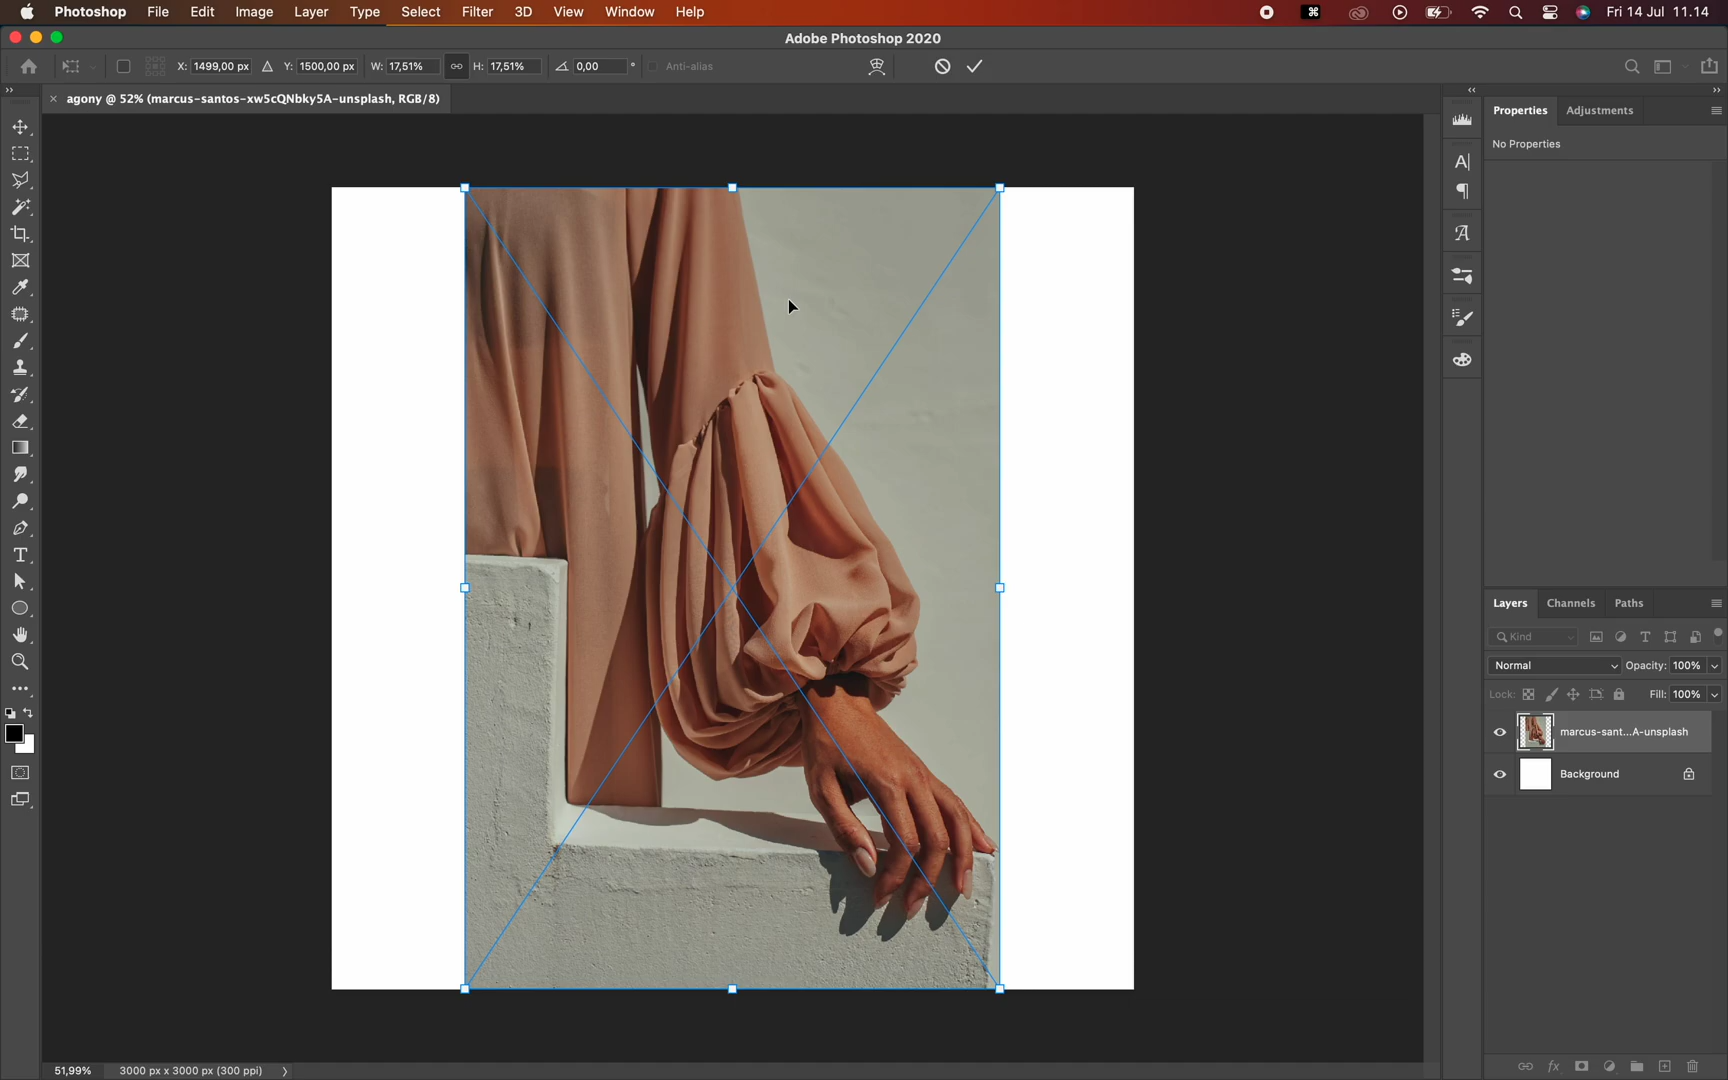 Photoshop File Edit Image Layer Type Select Filter 3D View Window Help Fri 14 Jul 11.14
Adobe Photoshop 2020
X: 1499,00 px Y: 1500,00 px W: 17,51% H: 17,51% 0,00 ° Anti-alias
agony @ 52% (marcus-santos-xw5cQNbky5A-unsplash, RGB/8)
Properties Adjustments
No Properties
Layers Channels Paths
Kind
Normal Opacity: 100%
Lock: Fill: 100%
marcus-sant...A-unsplash
Background
51,99% 3000 px x 3000 px (300 ppi)